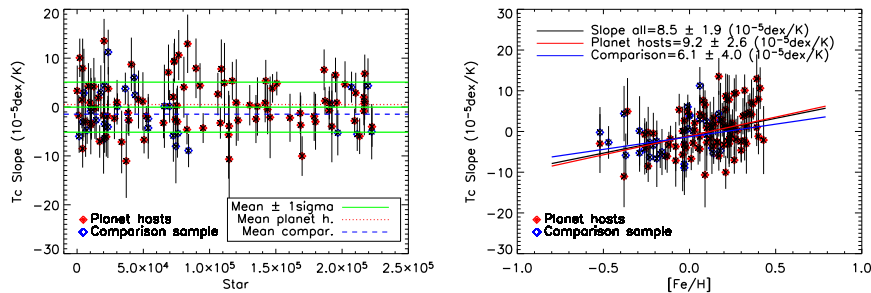 20
10
0
-10
-20
-30
Tc Slope (10⁻⁵dex/K)
Planet hosts
Comparison sample
Mean ± 1sigma
Mean planet h.
Mean compar.
0 5.0×10⁴ 1.0×10⁵ 1.5×10⁵ 2.0×10⁵ 2.5×10⁵
Star
30
20
10
0
-10
-20
-30
Tc Slope (10⁻⁵dex/K)
Slope all=8.5 ± 1.9 (10⁻⁵dex/K)
Planet hosts=9.2 ± 2.6 (10⁻⁵dex/K)
Comparison=6.1 ± 4.0 (10⁻⁵dex/K)
Planet hosts
Comparison sample
-1.0 -0.5 0.0 0.5 1.0
[Fe/H]